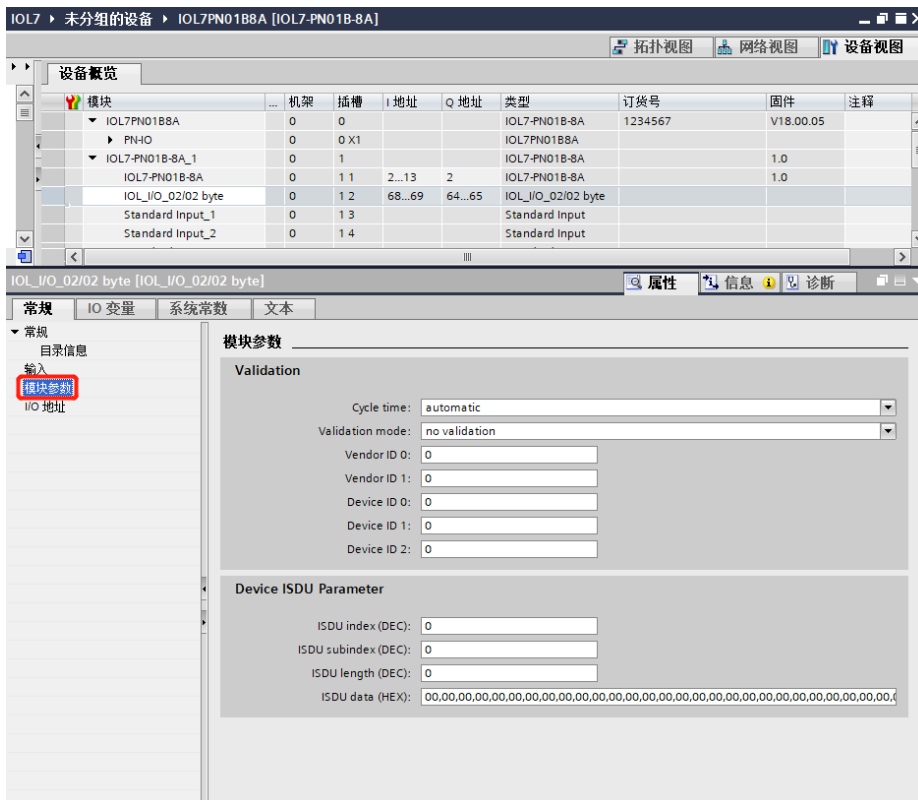 IOL7 ▸ 未分组的设备 ▸ IOL7PN01B8A [IOL7-PN01B-8A]
拓扑视图 网络视图 设备视图
设备概览
模块 ... 机架 插槽 I 地址 Q 地址 类型 订货号 固件 注释
IOL7PN01B8A 0 0 IOL7-PN01B-8A 1234567 V18.00.05
PN-IO 0 0 X1 IOL7PN01B8A
IOL7-PN01B-8A_1 0 1 IOL7-PN01B-8A 1.0
IOL7-PN01B-8A 0 1 1 2...13 2 IOL7-PN01B-8A 1.0
IOL_I/O_02/02 byte 0 1 2 68...69 64...65 IOL_I/O_02/02 byte
Standard Input_1 0 1 3 Standard Input
Standard Input_2 0 1 4 Standard Input
IOL_I/O_02/02 byte [IOL_I/O_02/02 byte] 属性 信息 诊断
常规 IO 变量 系统常数 文本
常规
目录信息
输入
模块参数
I/O 地址
模块参数
Validation
Cycle time: automatic
Validation mode: no validation
Vendor ID 0: 0
Vendor ID 1: 0
Device ID 0: 0
Device ID 1: 0
Device ID 2: 0
Device ISDU Parameter
ISDU index (DEC): 0
ISDU subindex (DEC): 0
ISDU length (DEC): 0
ISDU data (HEX): 00,00,00,00,00,00,00,00,00,00,00,00,00,00,00,00,00,00,00,00,00,00,00,00,00,00,00,00,